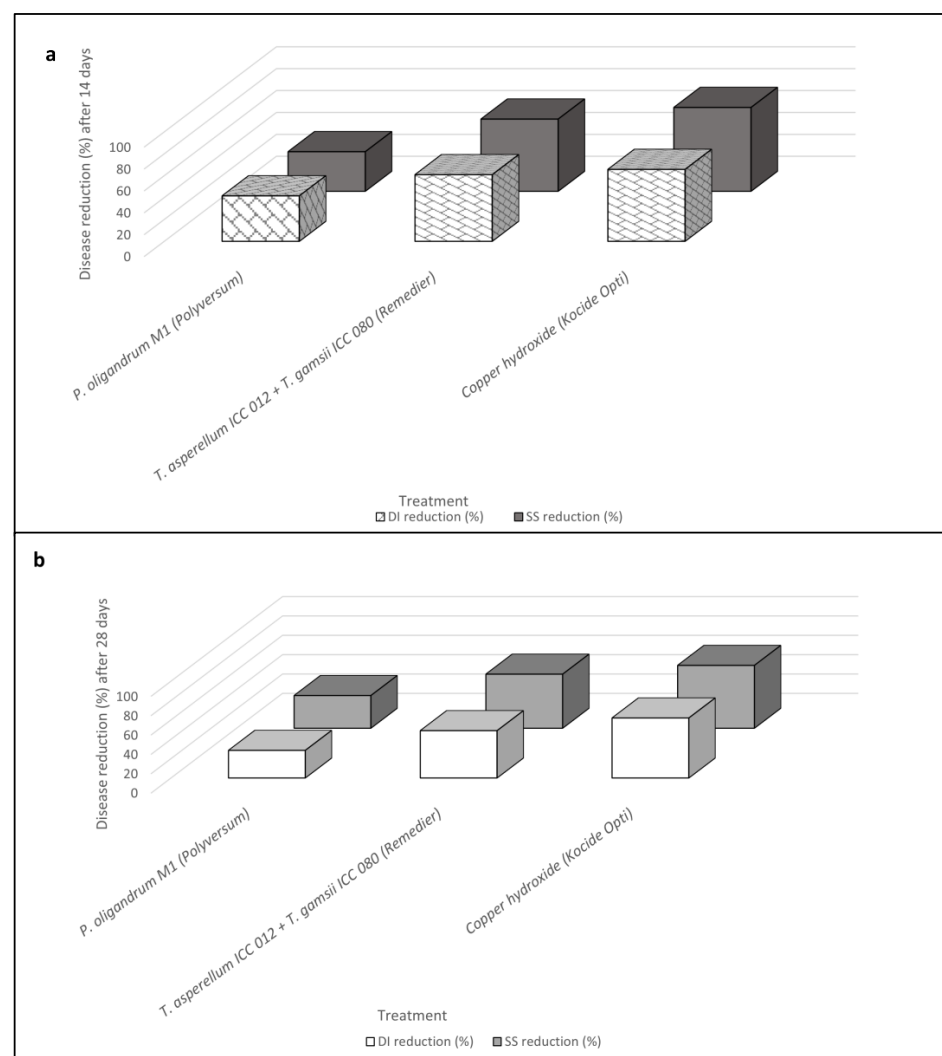 a
Disease reduction (%) after 14 days
100
80
60
40
20
0
P. oligandrum M1 (Polyversum)
T. asperellum ICC 012 + T. gamsii ICC 080 (Remedier)
Copper hydroxide (Kocide Opti)
Treatment
DI reduction (%) SS reduction (%)
b
Disease reduction (%) after 28 days
100
80
60
40
20
0
P. oligandrum M1 (Polyversum)
T. asperellum ICC 012 + T. gamsii ICC 080 (Remedier)
Copper hydroxide (Kocide Opti)
Treatment
DI reduction (%) SS reduction (%)